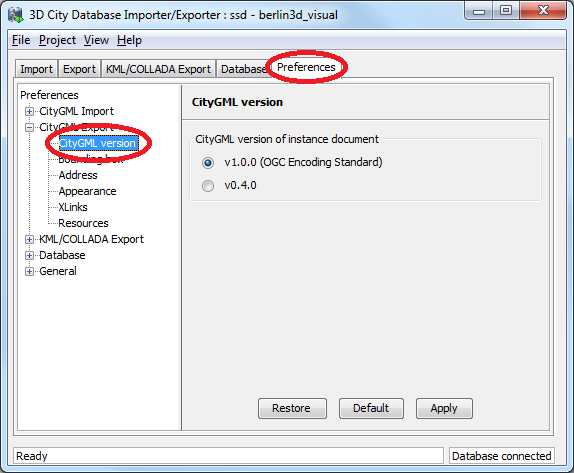 3D City Database Importer/Exporter : ssd - berlin3d_visual
File Project View Help
Import Export KML/COLLADA Export Database Preferences
Preferences
CityGML Import
CityGML Export
CityGML version
Bounding box
Address
Appearance
XLinks
Resources
KML/COLLADA Export
Database
General
CityGML version
CityGML version of instance document
v1.0.0 (OGC Encoding Standard)
v0.4.0
Restore Default Apply
Ready Database connected